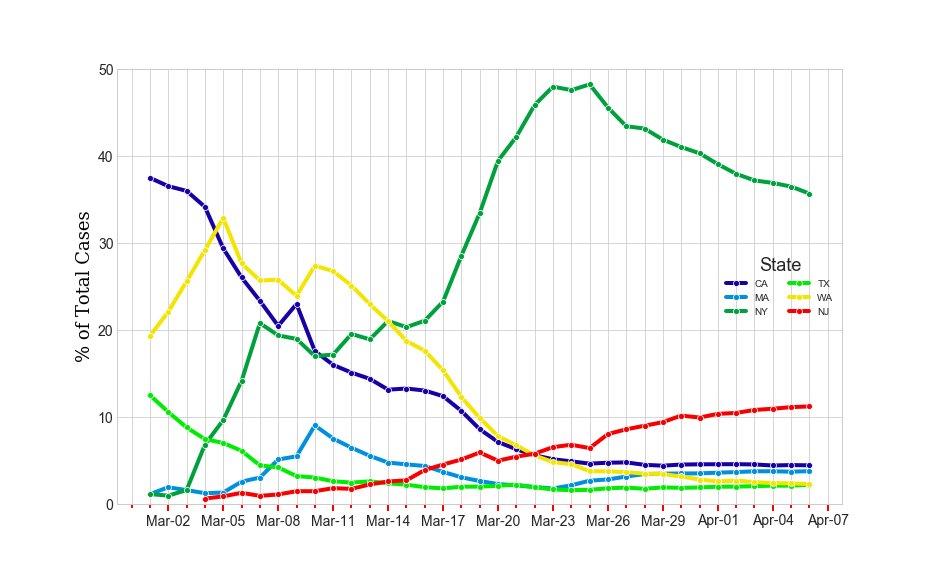 50
40
30
20
10
0
% of Total Cases
State
CA TX
MA WA
NY NJ
Mar-02 Mar-05 Mar-08 Mar-11 Mar-14 Mar-17 Mar-20 Mar-23 Mar-26 Mar-29 Apr-01 Apr-04 Apr-07